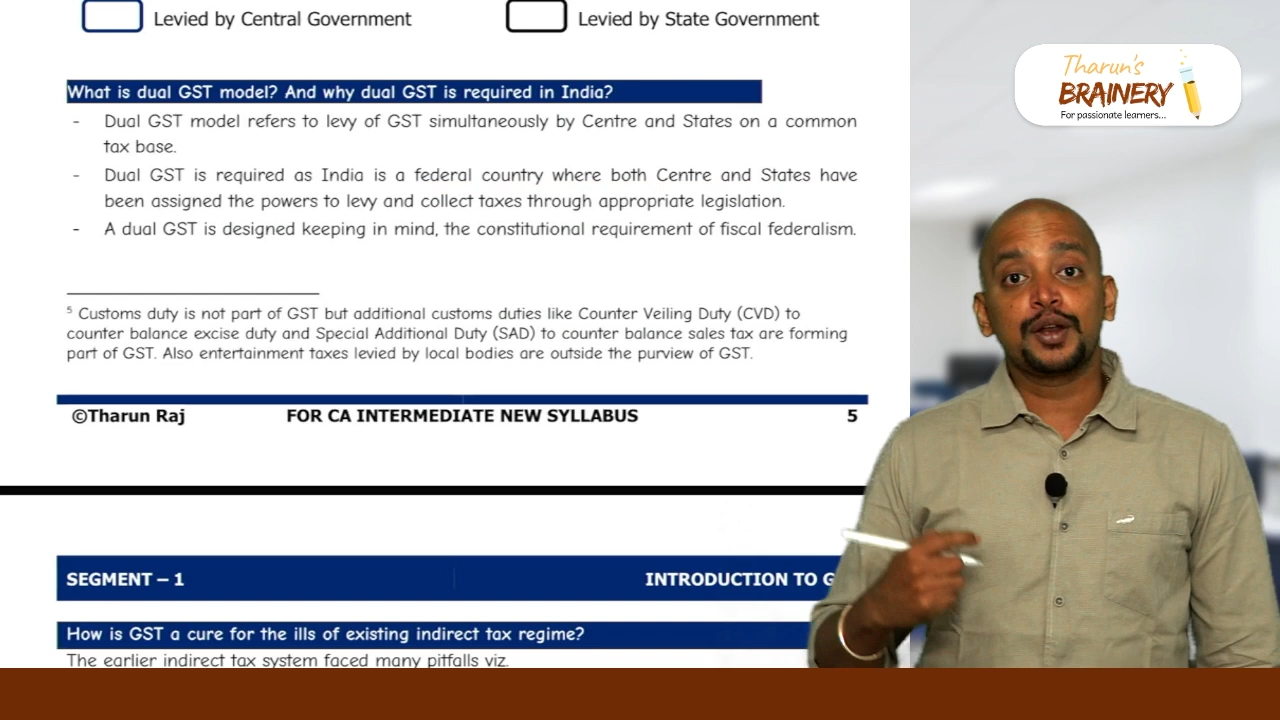 Levied by Central Government
Levied by State Government
Tharun's
BRAINERY
For passionate learners...
What is dual GST model? And why dual GST is required in India?
- Dual GST model refers to levy of GST simultaneously by Centre and States on a common
tax base.
- Dual GST is required as India is a federal country where both Centre and States have
been assigned the powers to levy and collect taxes through appropriate legislation.
- A dual GST is designed keeping in mind, the constitutional requirement of fiscal federalism.
5 Customs duty is not part of GST but additional customs duties like Counter Veiling Duty (CVD) to
counter balance excise duty and Special Additional Duty (SAD) to counter balance sales tax are forming
part of GST. Also entertainment taxes levied by local bodies are outside the purview of GST.
©Tharun Raj FOR CA INTERMEDIATE NEW SYLLABUS 5
SEGMENT – 1 INTRODUCTION TO G
How is GST a cure for the ills of existing indirect tax regime?
The earlier indirect tax system faced many pitfalls viz.